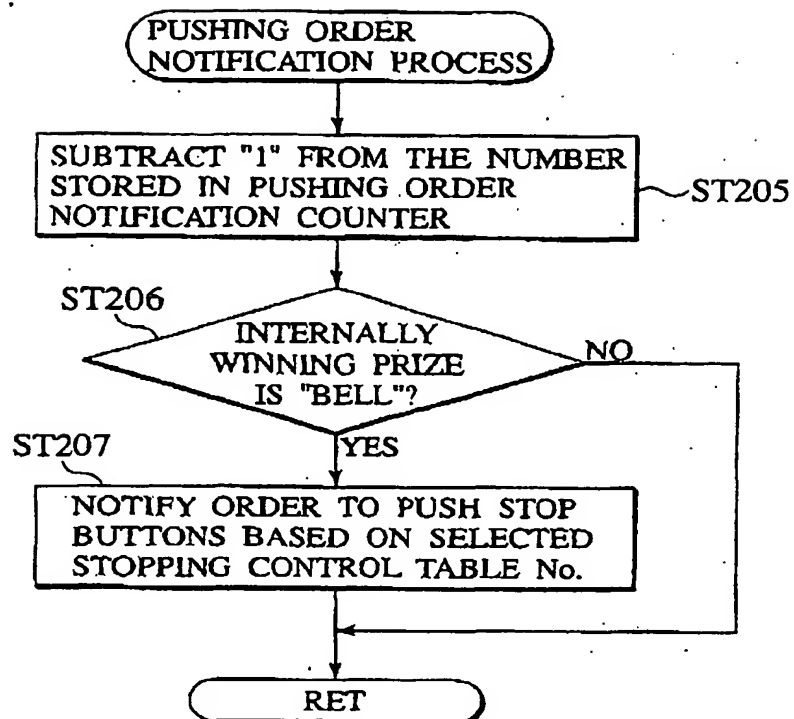 PUSHING ORDER
NOTIFICATION PROCESS
SUBTRACT "1" FROM THE NUMBER
STORED IN PUSHING ORDER
NOTIFICATION COUNTER
ST205
ST206
INTERNALLY
WINNING PRIZE
IS "BELL"?
NO
YES
ST207
NOTIFY ORDER TO PUSH STOP
BUTTONS BASED ON SELECTED
STOPPING CONTROL TABLE No.
RET